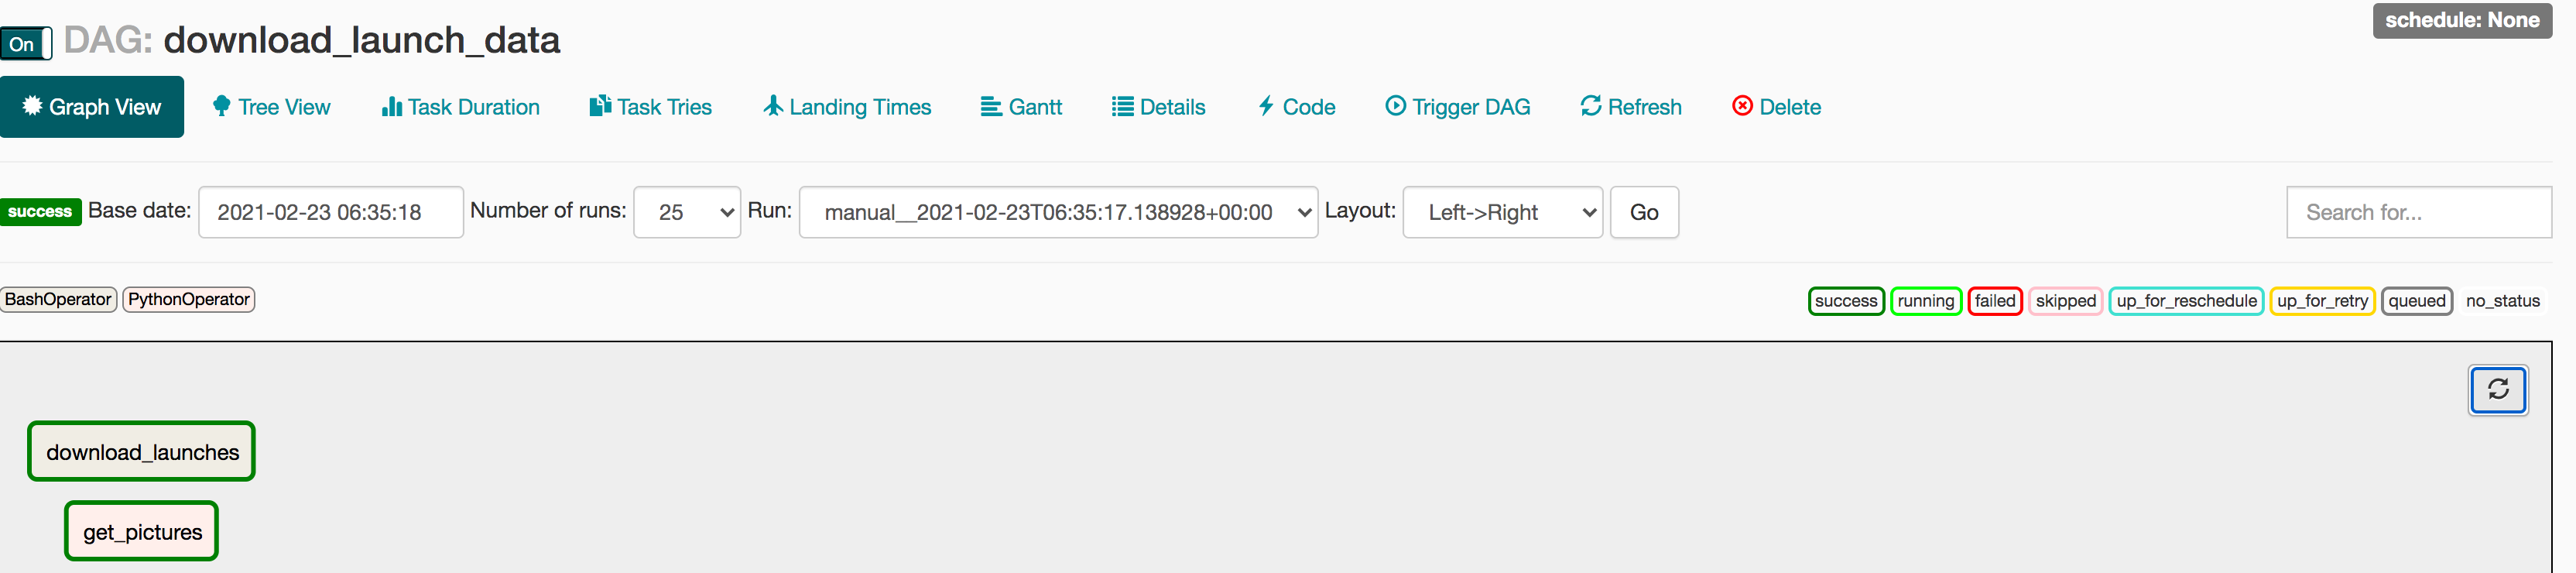 On DAG: download_launch_data schedule: None
Graph View Tree View Task Duration Task Tries Landing Times Gantt Details Code Trigger DAG Refresh Delete
success Base date: 2021-02-23 06:35:18 Number of runs: 25 Run: manual__2021-02-23T06:35:17.138928+00:00 Layout: Left->Right Go Search for...
BashOperator PythonOperator success running failed skipped up_for_reschedule up_for_retry queued no_status
download_launches
get_pictures